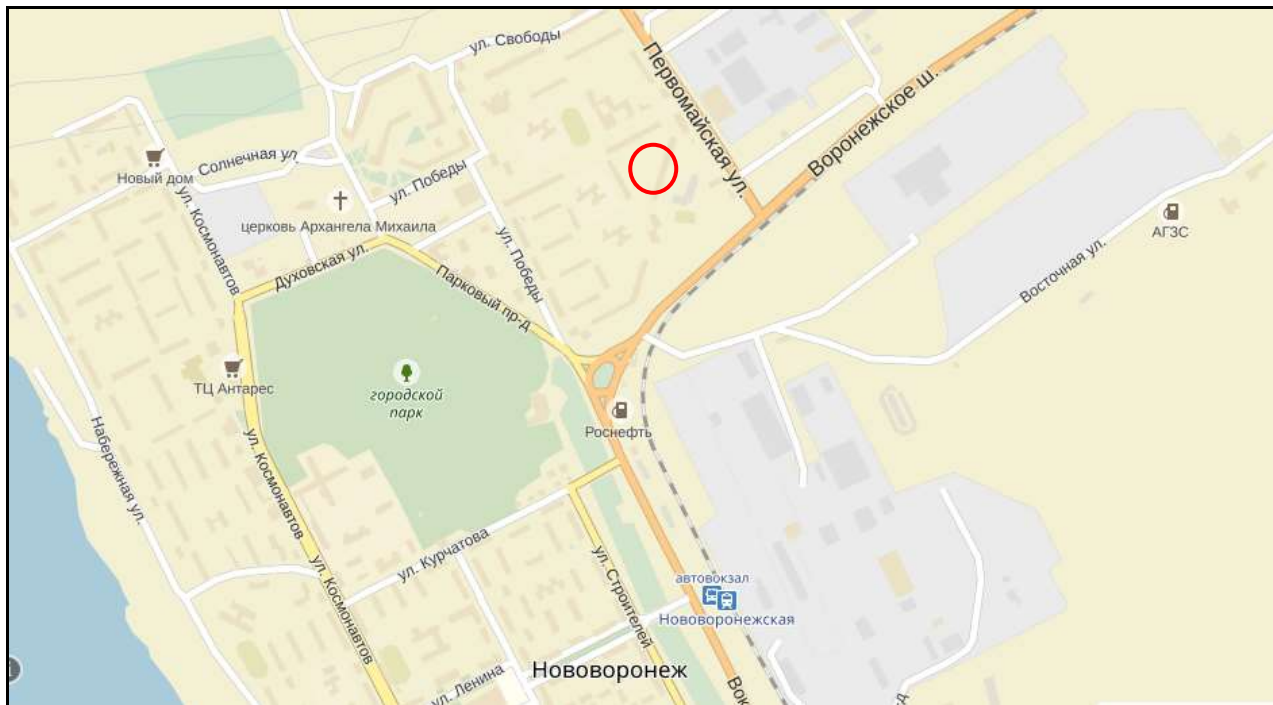 ул. Свободы
Первомайская ул.
Воронежское ш.
Новый дом
Солнечная ул.
ул. Победы
церковь Архангела Михаила
ул. Космонавтов
Духовская ул.
Парковый пр-д
ул. Победы
АГЗС
Восточная ул.
ТЦ Антарес
городской
парк
Роснефть
Набережная ул.
ул. Космонавтов
ул. Курчатова
ул. Космонавтов
ул. Строителей
автовокзал
Нововоронежская
Нововоронеж
ул. Ленина
Вок